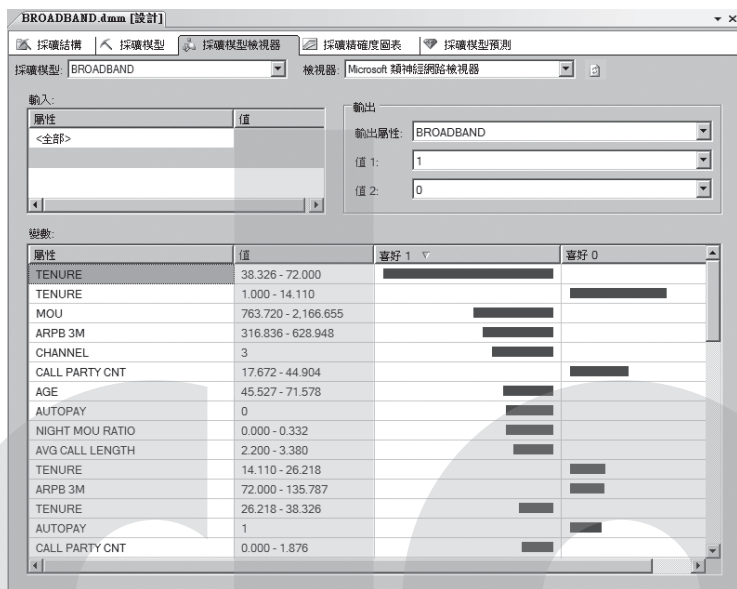 BROADBAND.dmm [設計]
採礦結構 採礦模型 採礦模型檢視器 採礦精確度圖表 採礦模型預測
採礦模型: BROADBAND 檢視器: Microsoft 類神經網路檢視器
輸入:
屬性 值
<全部>
輸出
輸出屬性: BROADBAND
值 1: 1
值 2: 0
變數:
屬性 值 喜好 1 喜好 0
TENURE 38.326 - 72.000
TENURE 1.000 - 14.110
MOU 763.720 - 2,166.655
ARPB 3M 316.836 - 628.948
CHANNEL 3
CALL PARTY CNT 17.672 - 44.904
AGE 45.527 - 71.578
AUTOPAY 0
NIGHT MOU RATIO 0.000 - 0.332
AVG CALL LENGTH 2.200 - 3.380
TENURE 14.110 - 26.218
ARPB 3M 72.000 - 135.787
TENURE 26.218 - 38.326
AUTOPAY 1
CALL PARTY CNT 0.000 - 1.876